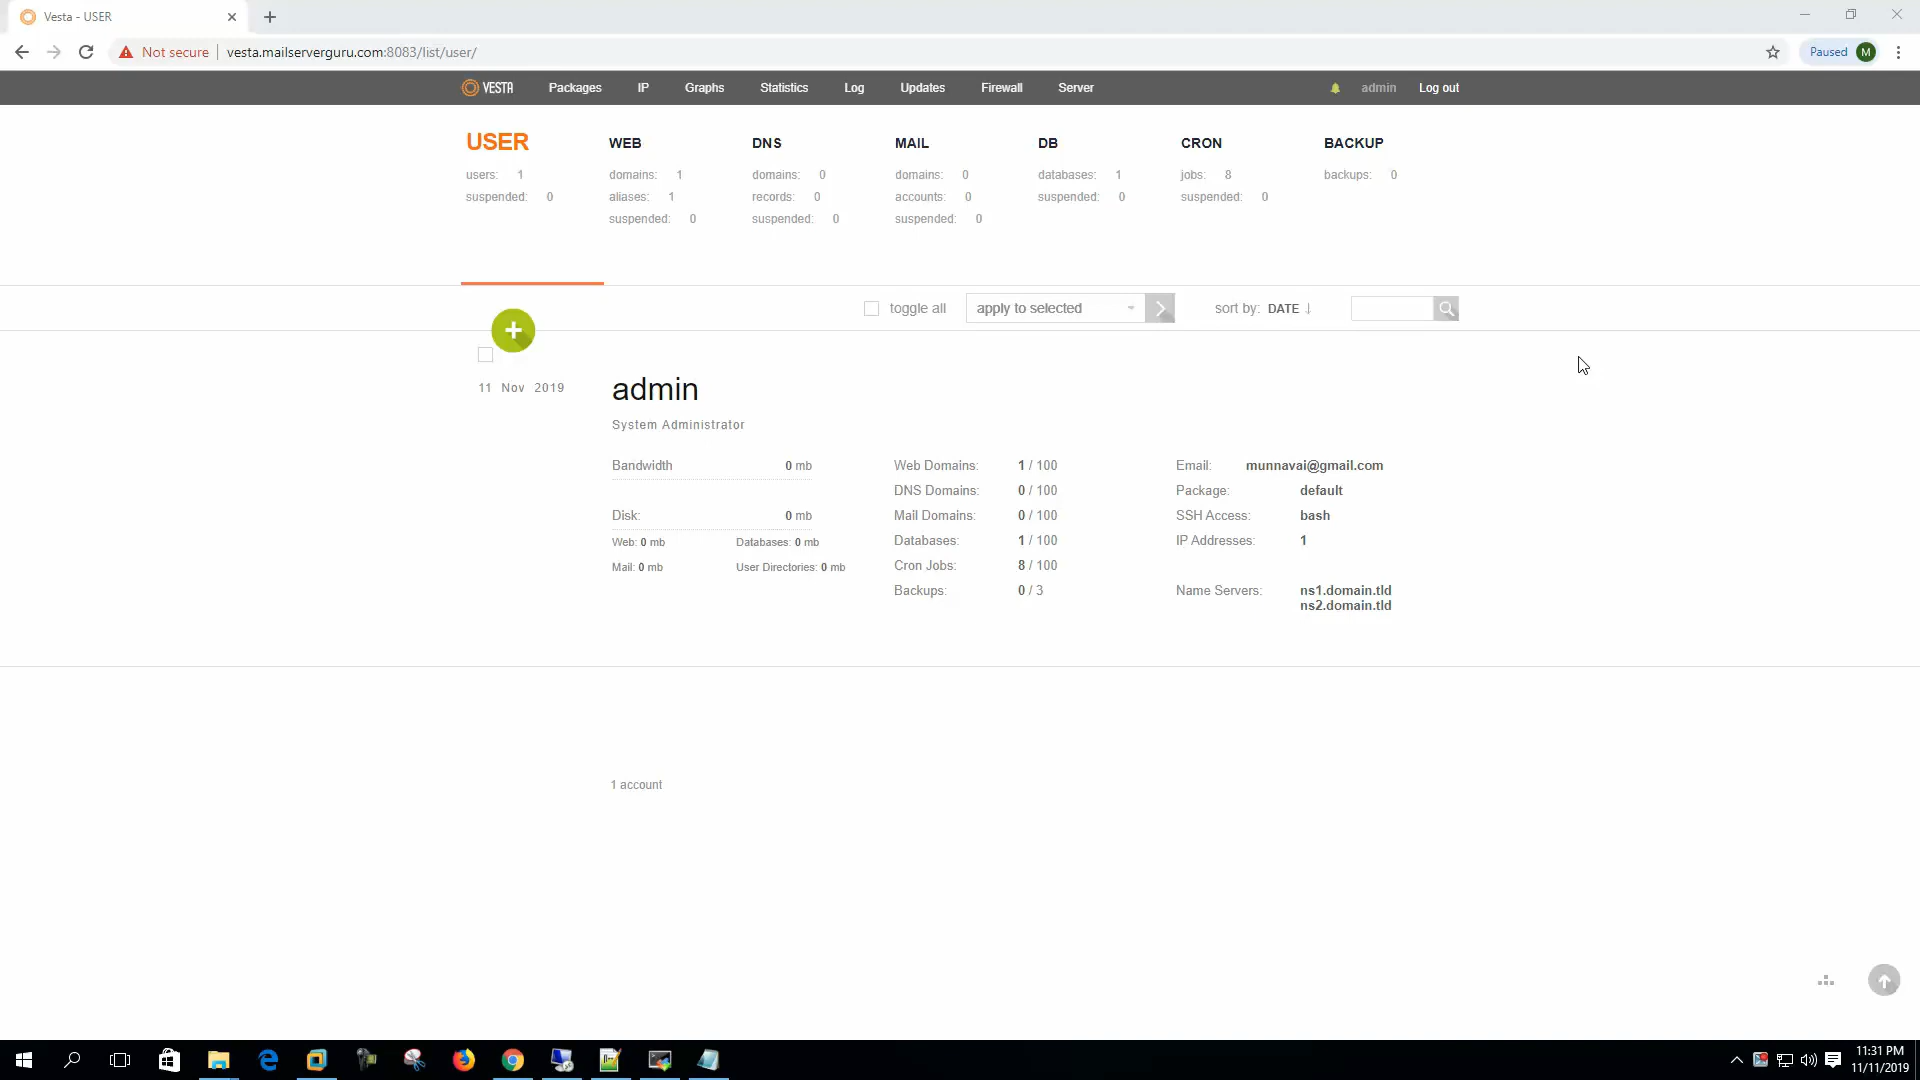 Vesta - USER
Not secure vesta.mailserverguru.com:8083/list/user/ Paused M
VESTA Packages IP Graphs Statistics Log Updates Firewall Server admin Log out
USER WEB DNS MAIL DB CRON BACKUP
users: 1 domains: 1 domains: 0 domains: 0 databases: 1 jobs: 8 backups: 0
suspended: 0 aliases: 1 records: 0 accounts: 0 suspended: 0 suspended: 0
suspended: 0 suspended: 0 suspended: 0
toggle all apply to selected sort by: DATE ↓
11 Nov 2019 admin
System Administrator
Bandwidth 0 mb Web Domains: 1 / 100 Email: munnavai@gmail.com
DNS Domains: 0 / 100 Package: default
Disk: 0 mb Mail Domains: 0 / 100 SSH Access: bash
Web: 0 mb Databases: 0 mb Databases: 1 / 100 IP Addresses: 1
Mail: 0 mb User Directories: 0 mb Cron Jobs: 8 / 100
Backups: 0 / 3 Name Servers: ns1.domain.tld
ns2.domain.tld
1 account
11:31 PM
11/11/2019